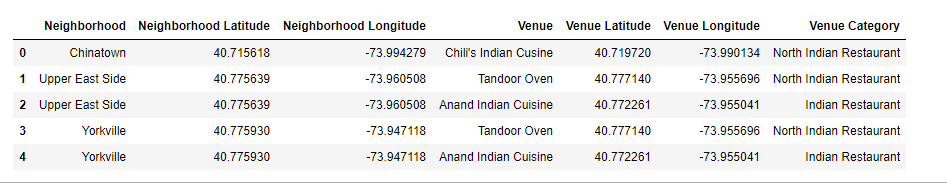 Neighborhood Neighborhood Latitude Neighborhood Longitude Venue Venue Latitude Venue Longitude Venue Category
0 Chinatown 40.715618 -73.994279 Chili's Indian Cusine 40.719720 -73.990134 North Indian Restaurant
1 Upper East Side 40.775639 -73.960508 Tandoor Oven 40.777140 -73.955696 North Indian Restaurant
2 Upper East Side 40.775639 -73.960508 Anand Indian Cuisine 40.772261 -73.955041 Indian Restaurant
3 Yorkville 40.775930 -73.947118 Tandoor Oven 40.777140 -73.955696 North Indian Restaurant
4 Yorkville 40.775930 -73.947118 Anand Indian Cuisine 40.772261 -73.955041 Indian Restaurant